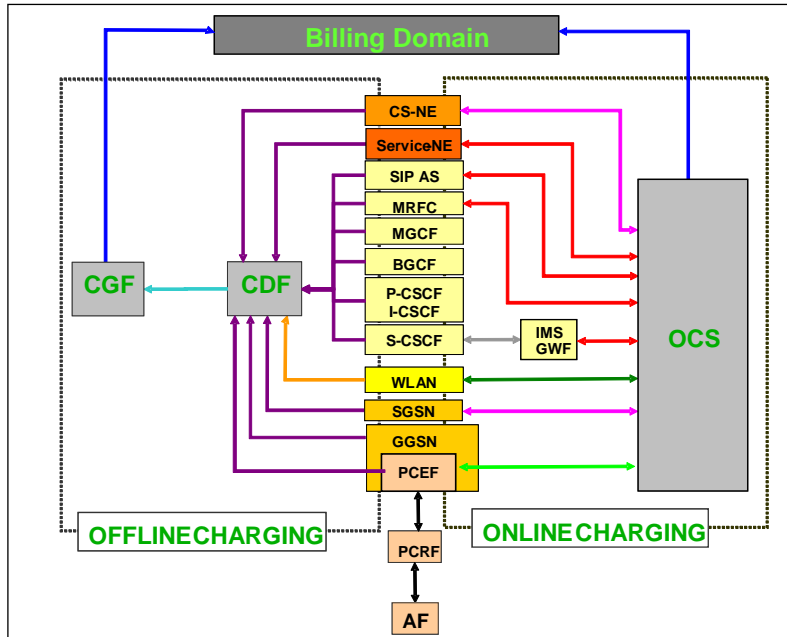 Billing Domain
CS-NE
ServiceNE
SIP AS
MRFC
MGCF
BGCF
CGF
CDF
P-CSCF
I-CSCF
S-CSCF
IMS
GWF
OCS
WLAN
SGSN
GGSN
PCEF
OFFLINECHARGING
ONLINECHARGING
PCRF
AF